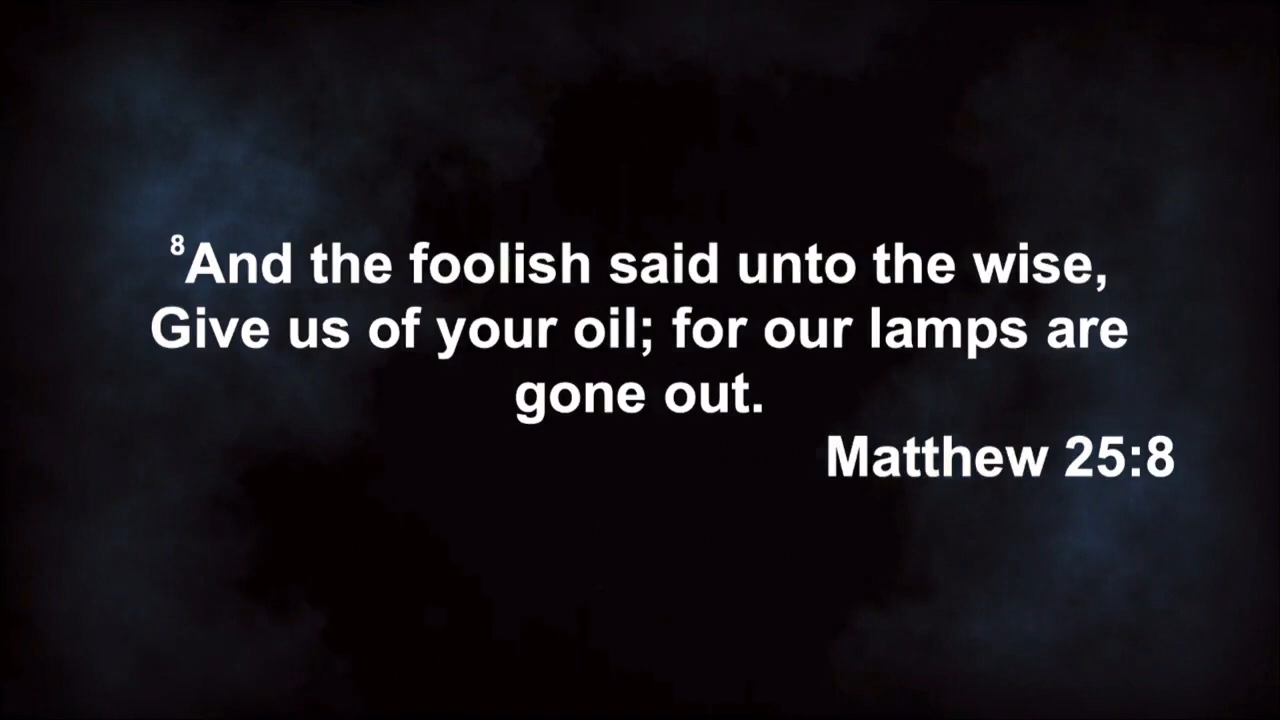 ⁸And the foolish said unto the wise,
Give us of your oil; for our lamps are
gone out.
Matthew 25:8